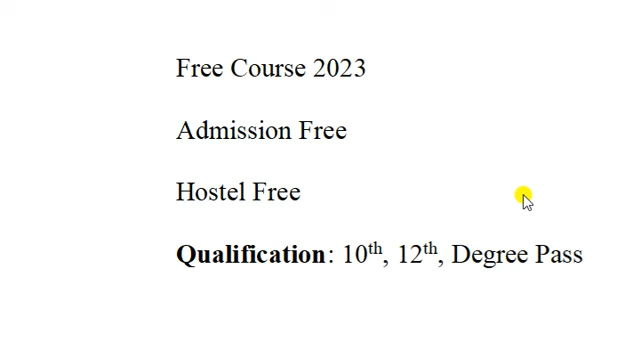 Free Course 2023
Admission Free
Hostel Free
Qualification: 10th, 12th, Degree Pass